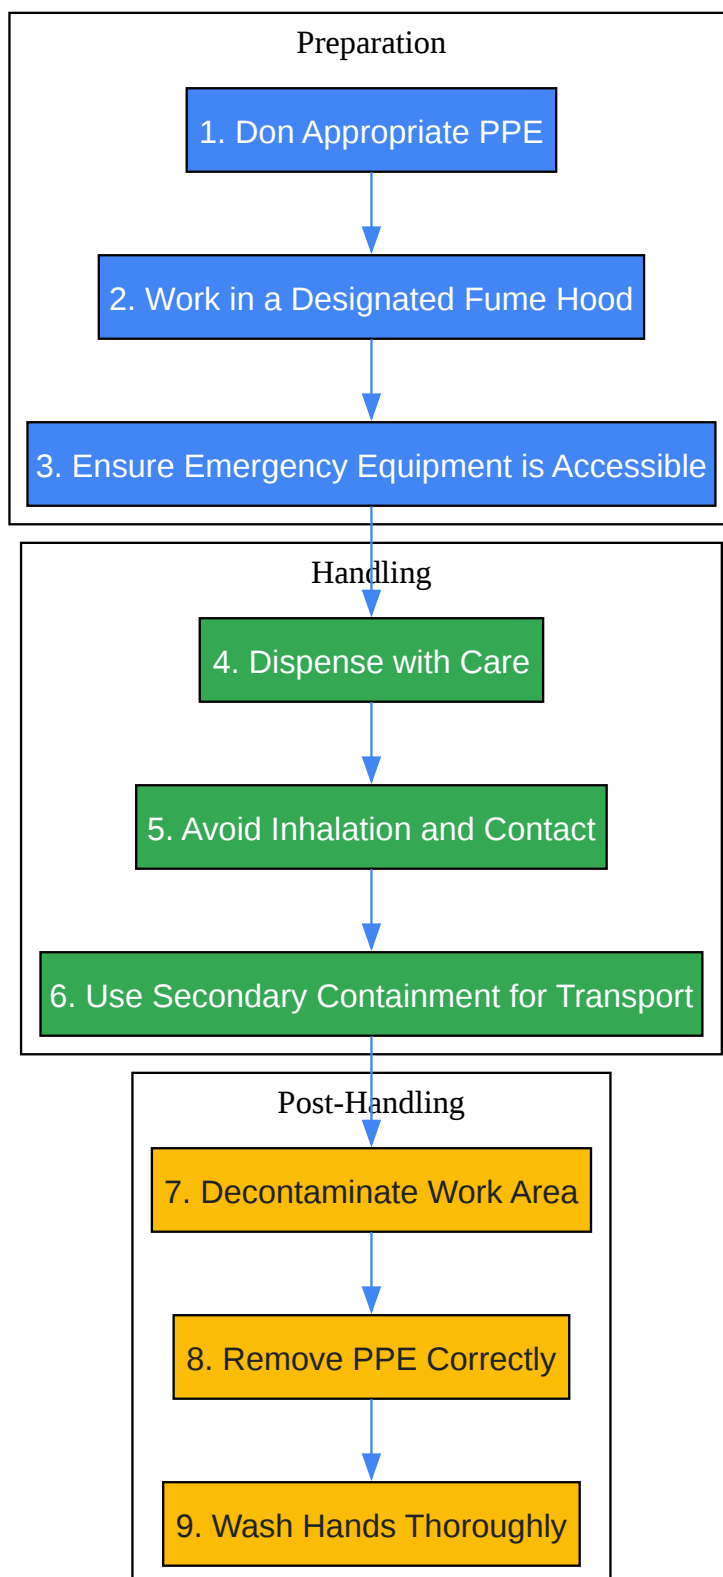 Preparation
1. Don Appropriate PPE
2. Work in a Designated Fume Hood
3. Ensure Emergency Equipment is Accessible
Handling
4. Dispense with Care
5. Avoid Inhalation and Contact
6. Use Secondary Containment for Transport
Post-Handling
7. Decontaminate Work Area
8. Remove PPE Correctly
9. Wash Hands Thoroughly